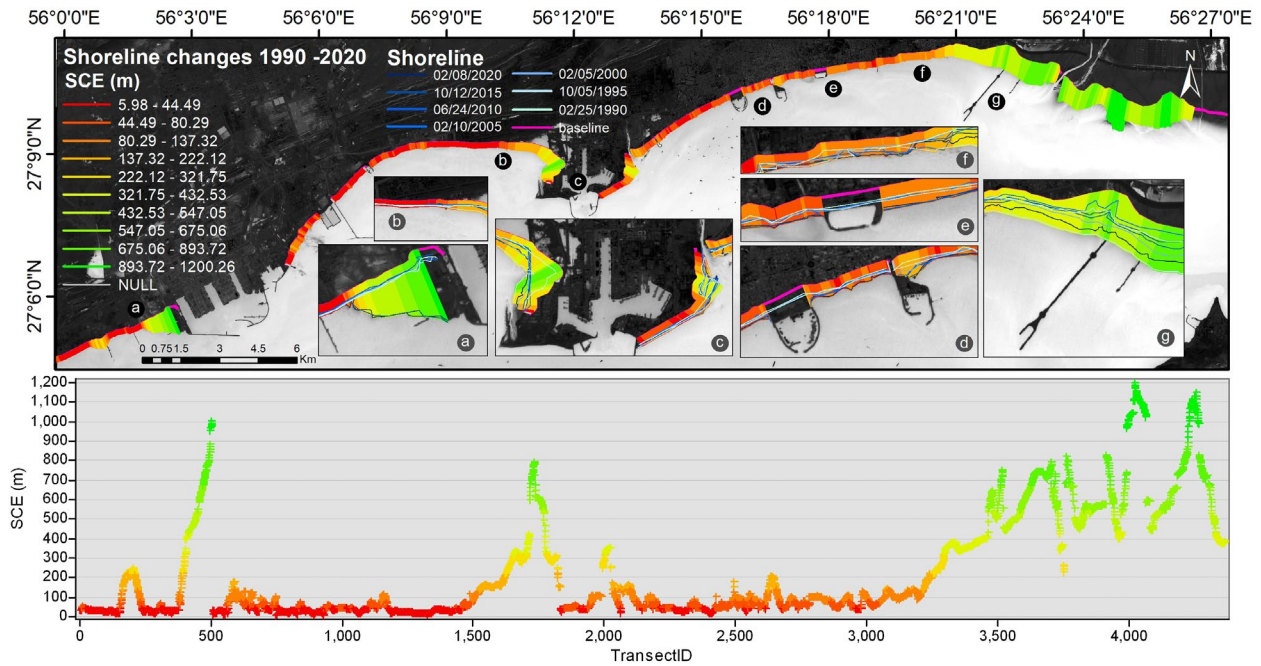 56°0'0"E 56°3'0"E 56°6'0"E 56°9'0"E 56°12'0"E 56°15'0"E 56°18'0"E 56°21'0"E 56°24'0"E 56°27'0"E
Shoreline changes 1990 -2020
SCE (m)
5.98 - 44.49
44.49 - 80.29
80.29 - 137.32
137.32 - 222.12
222.12 - 321.75
321.75 - 432.53
432.53 - 547.05
547.05 - 675.06
675.06 - 893.72
893.72 - 1200.26
NULL
Shoreline
02/08/2020 02/05/2000
10/12/2015 10/05/1995
06/24/2010 02/25/1990
02/10/2005 baseline
N
27°9'0"N
27°6'0"N
a
b
c
d
e
f
g
b
a
c
f
e
d
g
0 0.75 1.5 3 4.5 6
Km
1,200
1,100
1,000
900
800
700
600
500
400
300
200
100
0
SCE (m)
0 500 1,000 1,500 2,000 2,500 3,000 3,500 4,000
TransectID